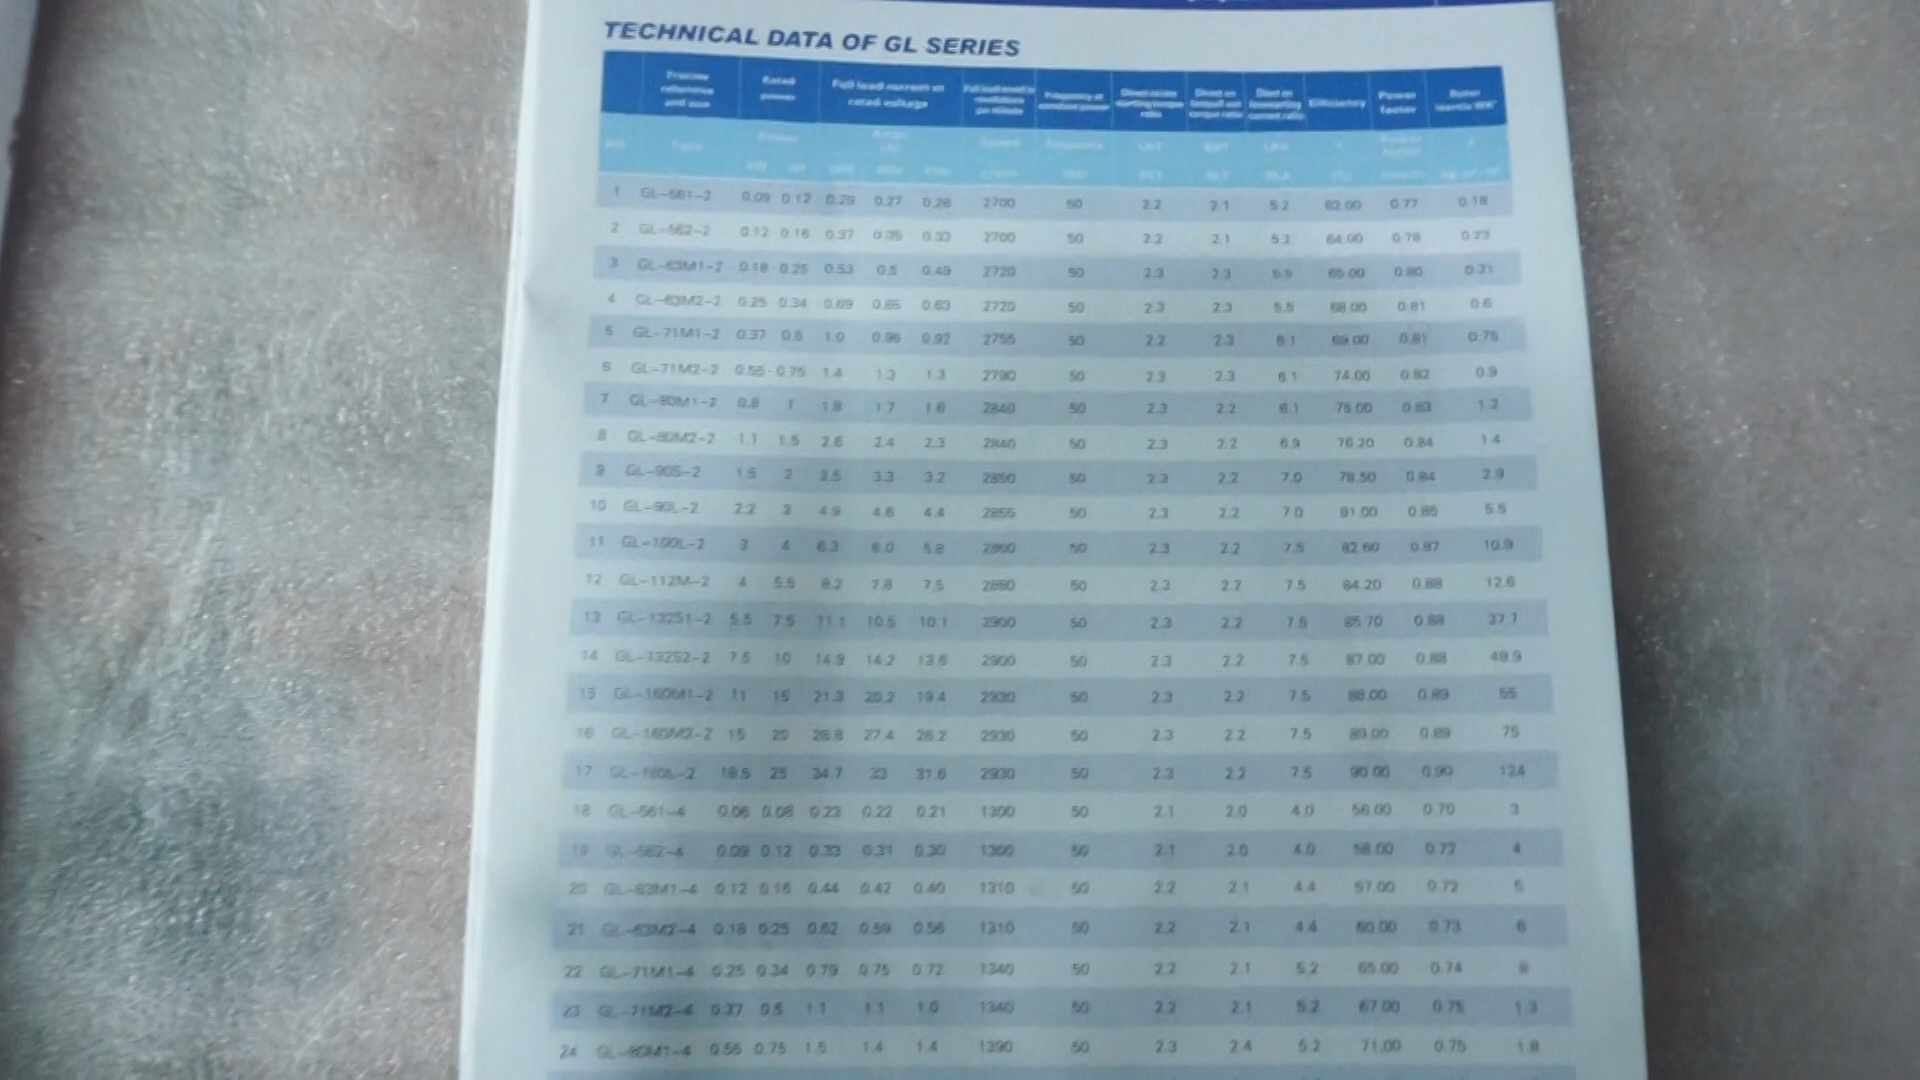 TECHNICAL DATA OF GL SERIES
Frame reference and size Rated power Full load current at rated voltage Efficiency Power factor
Type
1 GL-561-2 0.09 0.12 0.29 0.27 0.26 2700 50 2.2 2.1 5.2 62.00 0.77 0.18
2 GL-562-2 0.12 0.16 0.37 0.35 0.33 2700 50 2.2 2.1 5.2 64.00 0.78 0.23
3 GL-63M1-2 0.18 0.25 0.53 0.5 0.49 2720 50 2.3 2.3 5.5 65.00 0.80 0.31
4 GL-63M2-2 0.25 0.34 0.69 0.65 0.63 2720 50 2.3 2.3 5.5 68.00 0.81 0.6
5 GL-71M1-2 0.37 0.5 1.0 0.96 0.92 2755 50 2.2 2.3 6.1 69.00 0.81 0.75
6 GL-71M2-2 0.55 0.75 1.4 1.3 1.3 2790 50 2.3 2.3 6.1 74.00 0.82 0.9
7 GL-80M1-2 0.8 1 1.8 1.7 1.6 2840 50 2.3 2.2 6.1 75.00 0.83 1.2
8 GL-80M2-2 1.1 1.5 2.6 2.4 2.3 2840 50 2.3 2.2 6.9 76.20 0.84 1.4
9 GL-90S-2 1.5 2 3.5 3.3 3.2 50 2.3 2.2 7.0 78.50 0.84 2.9
10 GL-90L-2 2.2 3 4.9 4.6 4.4 2855 50 2.3 2.2 7.0 81.00 0.85 5.5
11 GL-100L-2 3 4 6.3 6.0 5.8 2860 50 2.3 2.2 7.5 82.60 0.87 10.9
12 GL-112M-2 4 5.5 8.2 7.8 7.5 50 2.3 2.2 7.5 84.20 0.88 12.6
13 GL-132S1-2 5.5 7.5 11.1 10.5 10.1 2900 50 2.3 2.2 7.5 85.70 0.88 37.7
14 GL-132S2-2 7.5 10 14.9 14.2 13.6 2900 50 2.3 2.2 7.5 87.00 0.88 49.9
15 GL-160M1-2 11 15 21.3 20.2 19.4 2930 50 2.3 2.2 7.5 88.00 0.89 55
16 GL-160M2-2 15 20 28.8 27.4 26.2 2930 50 2.3 2.2 7.5 89.00 0.89 75
17 GL-160L-2 18.5 25 34.7 33 31.6 2930 50 2.3 2.2 7.5 90.00 0.90 124
18 GL-561-4 0.06 0.08 0.23 0.22 0.21 1300 50 2.1 2.0 4.0 56.00 0.70 3
19 GL-562-4 0.09 0.12 0.33 0.31 0.30 1300 50 2.1 2.0 4.0 58.00 0.72 4
20 GL-63M1-4 0.12 0.16 0.44 0.42 0.40 1310 50 2.2 2.1 4.4 57.00 0.72 5
21 GL-63M2-4 0.18 0.25 0.62 0.59 0.56 1310 50 2.2 2.1 4.4 60.00 0.73 6
22 GL-71M1-4 0.25 0.34 0.79 0.75 0.72 1340 50 2.2 2.1 5.2 65.00 0.74 8
23 GL-71M2-4 0.37 0.5 1.1 1.1 1.0 1340 50 2.2 2.1 5.2 67.00 0.75 1.3
24 GL-80M1-4 0.55 0.75 1.5 1.4 1.4 1390 50 2.3 2.4 5.2 71.00 0.75 1.8